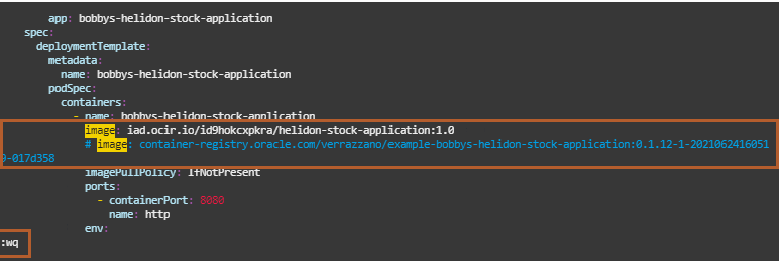 app: bobbys-helidon-stock-application
spec:
deploymentTemplate:
metadata:
name: bobbys-helidon-stock-application
podSpec:
containers:
- name: bobbys-helidon-stock-application
image: iad.ocir.io/id9hokcxpkra/helidon-stock-application:1.0
# image: container-registry.oracle.com/verrazzano/example-bobbys-helidon-stock-application:0.1.12-1-2021062416051
9-017d358
imagePullPolicy: IfNotPresent
ports:
- containerPort: 8080
name: http
env:
:wq